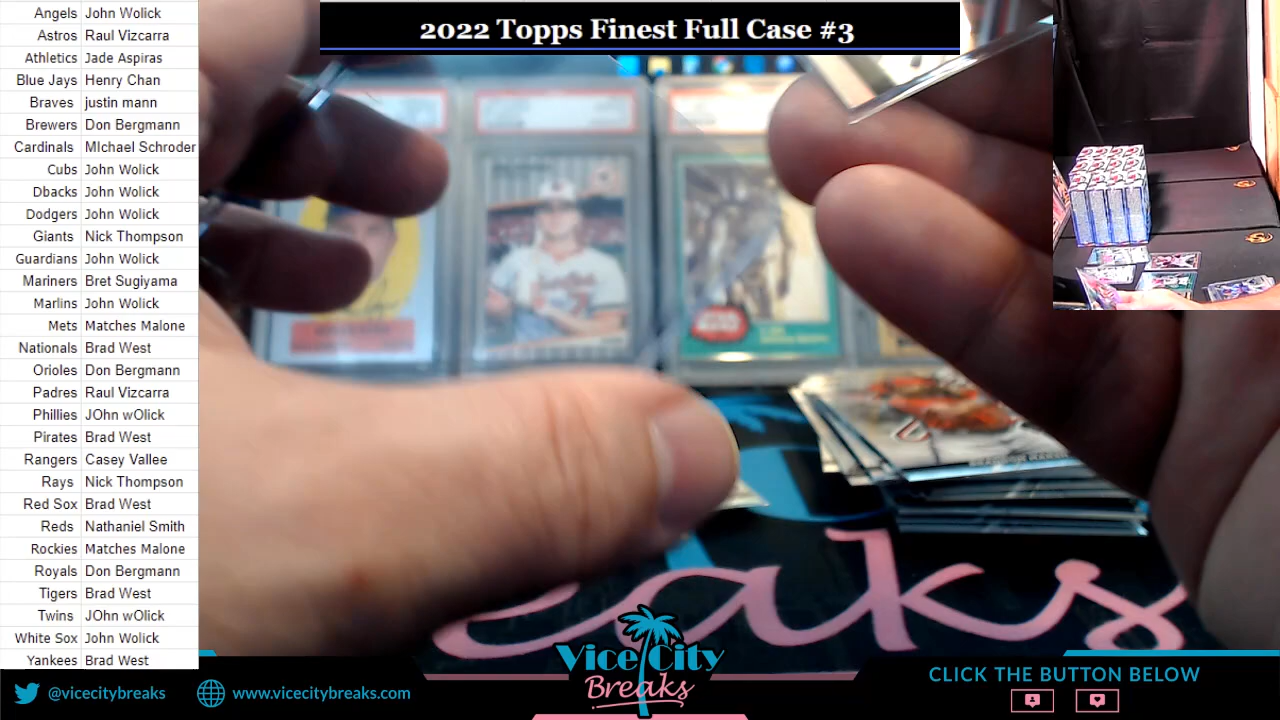 2022 Topps Finest Full Case #3
Angels John Wolick
Astros Raul Vizcarra
Athletics Jade Aspiras
Blue Jays Henry Chan
Braves justin mann
Brewers Don Bergmann
Cardinals MIchael Schroder
Cubs John Wolick
Dbacks John Wolick
Dodgers John Wolick
Giants Nick Thompson
Guardians John Wolick
Mariners Bret Sugiyama
Marlins John Wolick
Mets Matches Malone
Nationals Brad West
Orioles Don Bergmann
Padres Raul Vizcarra
Phillies JOhn wOlick
Pirates Brad West
Rangers Casey Vallee
Rays Nick Thompson
Red Sox Brad West
Reds Nathaniel Smith
Rockies Matches Malone
Royals Don Bergmann
Tigers Brad West
Twins JOhn wOlick
White Sox John Wolick
Yankees Brad West
eaks
Vice City
Breaks
@vicecitybreaks
www.vicecitybreaks.com
CLICK THE BUTTON BELOW